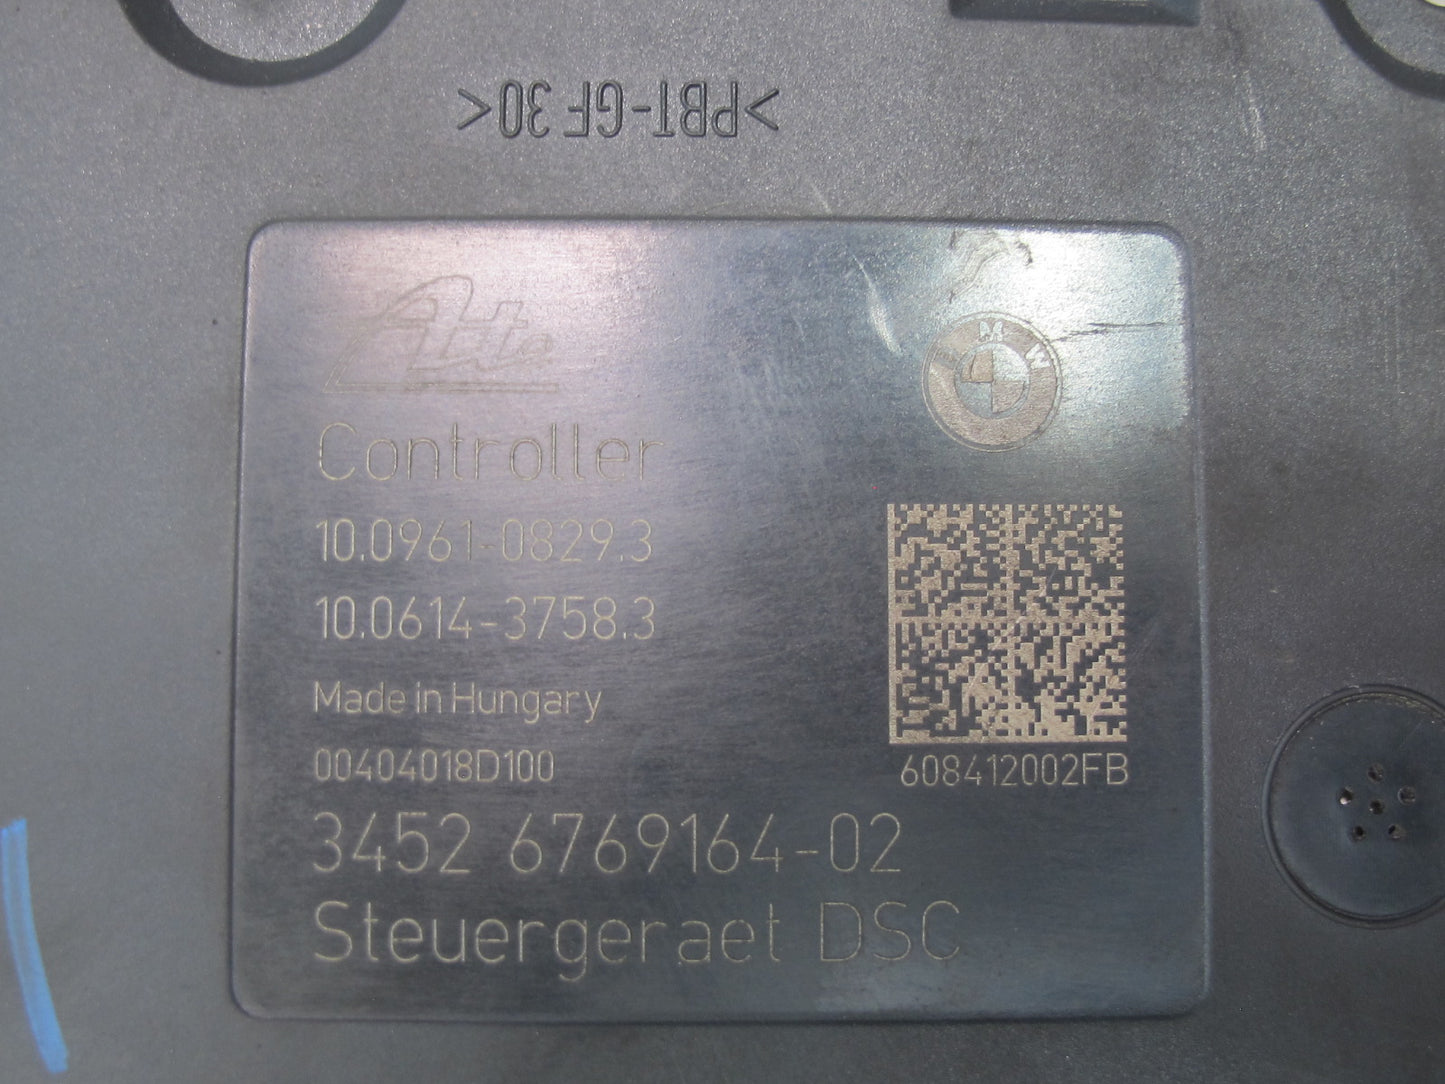 >PBT-GF 30<
Ate
BMW
Controller
10.0961-0829.3
10.0614-3758.3
Made in Hungary
00404018D100
608412002FB
3452 6769164-02
Steuergeraet DSC